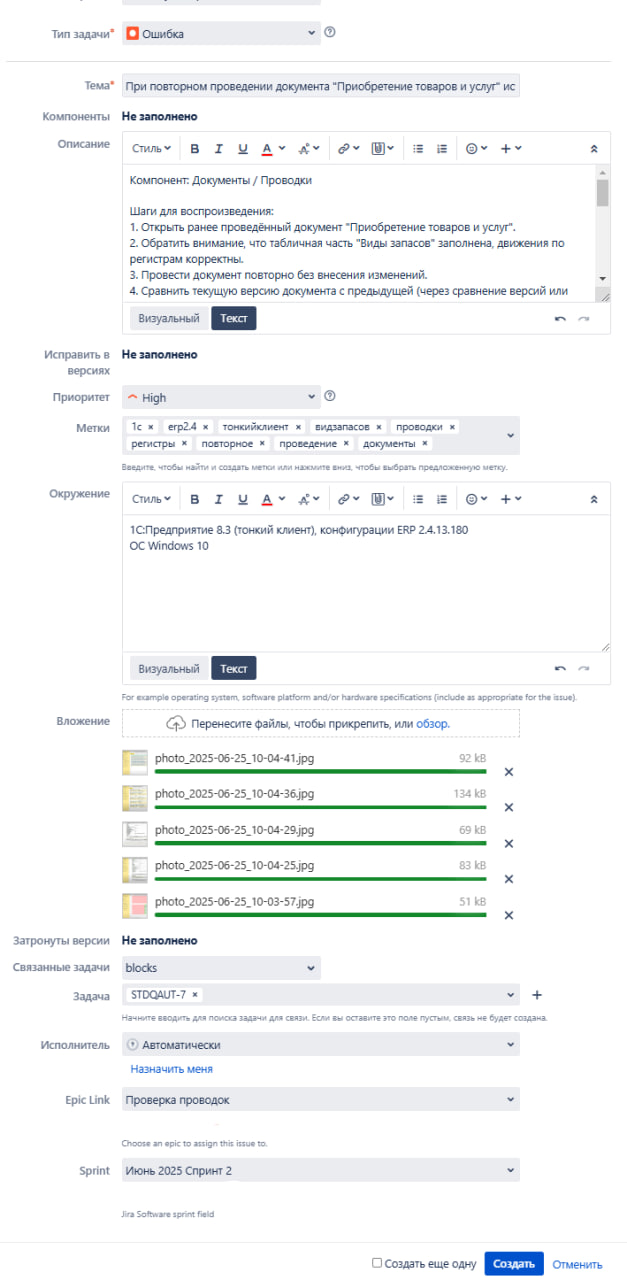 Тип задачи* Ошибка
Тема* При повторном проведении документа "Приобретение товаров и услуг" ис
Компоненты Не заполнено
Описание
Стиль B I U A
Компонент: Документы / Проводки
Шаги для воспроизведения:
1. Открыть ранее проведённый документ "Приобретение товаров и услуг".
2. Обратить внимание, что табличная часть "Виды запасов" заполнена, движения по
регистрам корректны.
3. Провести документ повторно без внесения изменений.
4. Сравнить текущую версию документа с предыдущей (через сравнение версий или
Визуальный Текст
Исправить в
версиях
Не заполнено
Приоритет High
Метки
1c × erp2.4 × тонкийклиент × видзапасов × проводки ×
регистры × повторное × проведение × документы ×
Введите, чтобы найти и создать метки или нажмите вниз, чтобы выбрать предложенную метку.
Окружение
Стиль B I U A
1С:Предприятие 8.3 (тонкий клиент), конфигурации ERP 2.4.13.180
ОС Windows 10
Визуальный Текст
For example operating system, software platform and/or hardware specifications (include as appropriate for the issue).
Вложение
Перенесите файлы, чтобы прикрепить, или обзор.
photo_2025-06-25_10-04-41.jpg 92 kB
photo_2025-06-25_10-04-36.jpg 134 kB
photo_2025-06-25_10-04-29.jpg 69 kB
photo_2025-06-25_10-04-25.jpg 83 kB
photo_2025-06-25_10-03-57.jpg 51 kB
Затронуты версии Не заполнено
Связанные задачи blocks
Задача STDQAUT-7 ×
Начните вводить для поиска задачи для связи. Если вы оставите это поле пустым, связь не будет создана.
Исполнитель Автоматически
Назначить меня
Epic Link Проверка проводок
Choose an epic to assign this issue to.
Sprint Июнь 2025 Спринт 2
Jira Software sprint field
Создать еще одну Создать Отменить